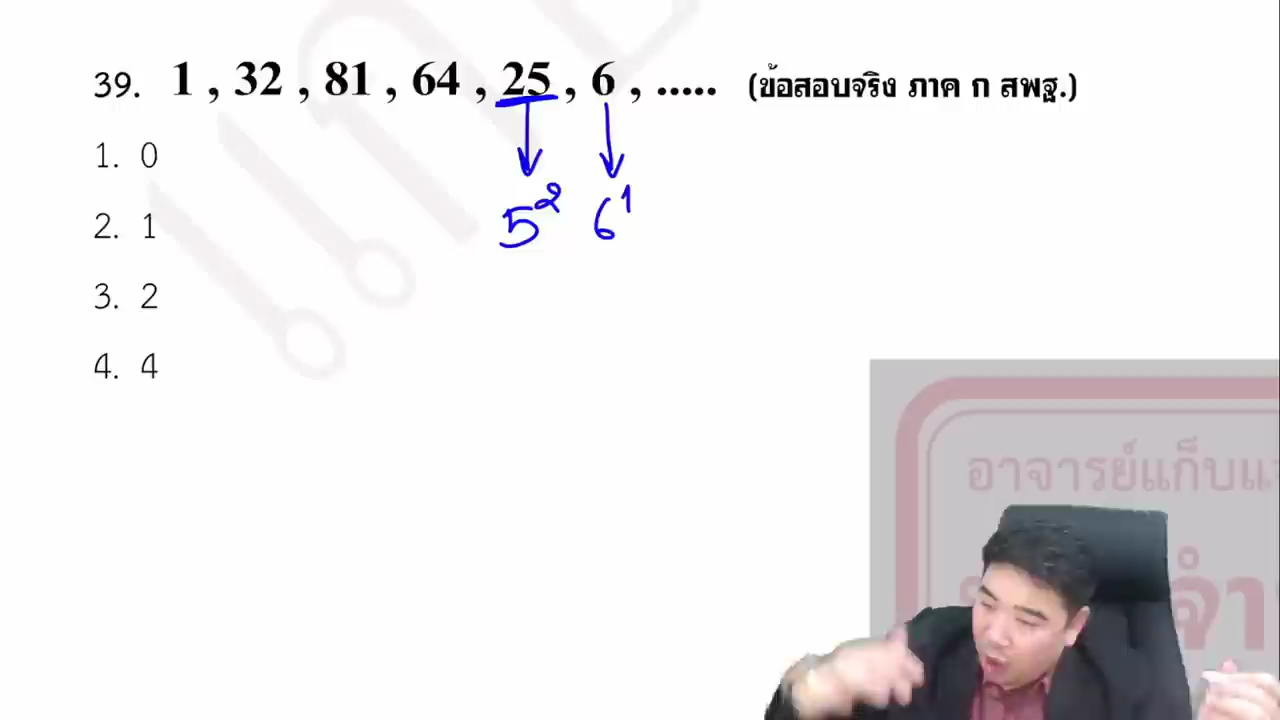 39. 1 , 32 , 81 , 64 , 25 , 6 , ..... (ข้อสอบจริง ภาค ก สพฐ.)
5² 6¹
1. 0
2. 1
3. 2
4. 4
อาจารย์แก็บแ